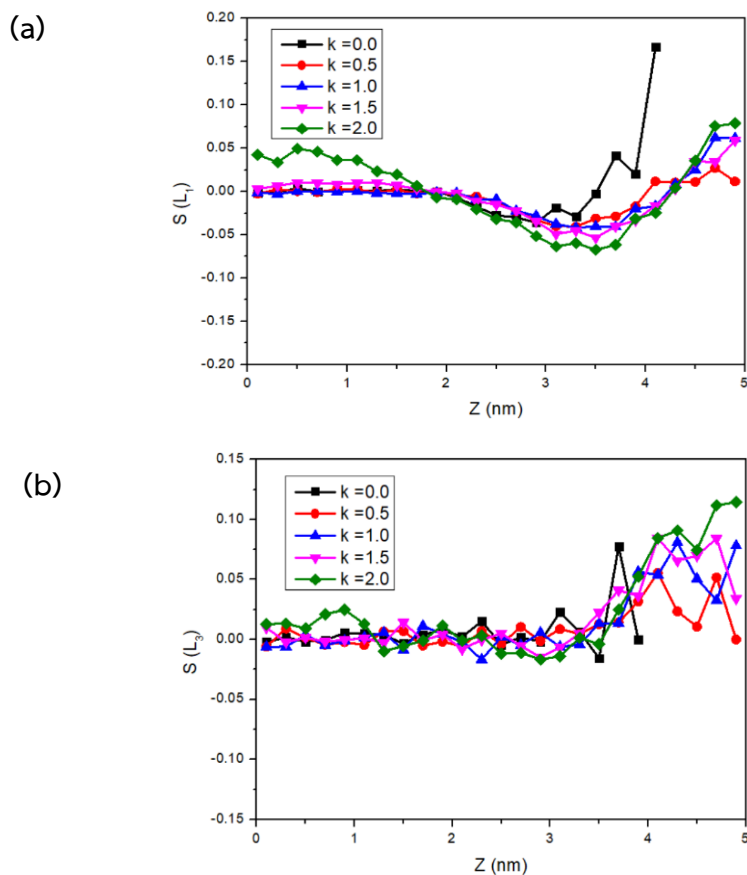 (a)
0.20
0.15
0.10
0.05
0.00
-0.05
-0.10
-0.15
-0.20
S (L₁)
k =0.0
k =0.5
k =1.0
k =1.5
k =2.0
0 1 2 3 4 5
Z (nm)
(b)
0.15
0.10
0.05
0.00
-0.05
-0.10
-0.15
S (L₃)
k =0.0
k =0.5
k =1.0
k =1.5
k =2.0
0 1 2 3 4 5
Z (nm)